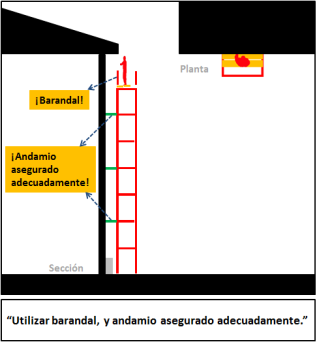 Planta
¡Barandal!
¡Andamio
asegurado
adecuadamente!
Sección
“Utilizar barandal, y andamio asegurado adecuadamente.”